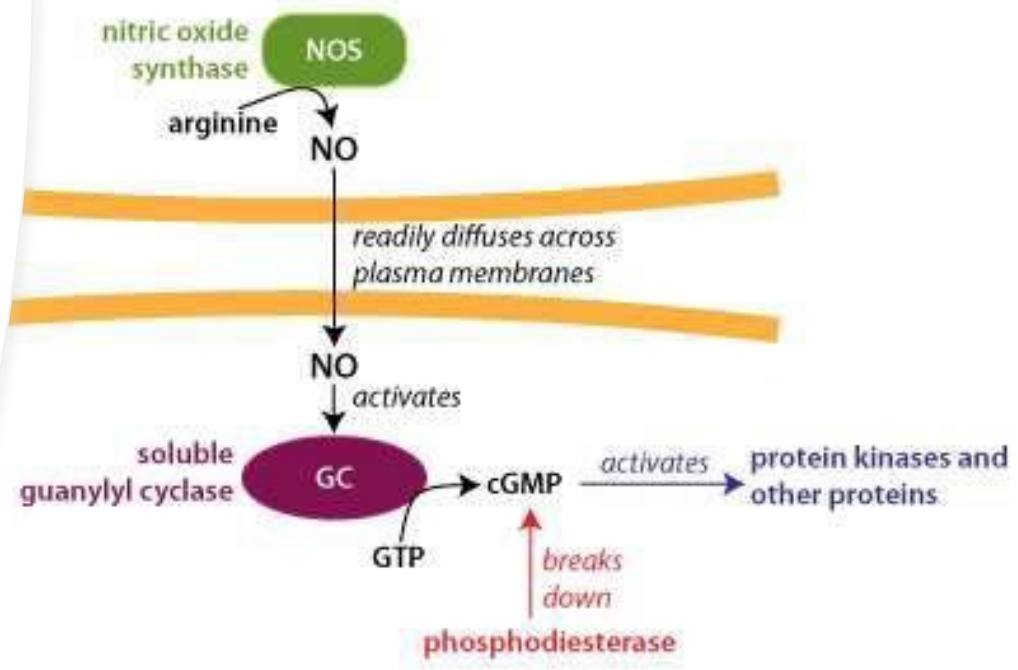 nitric oxide
synthase
NOS
arginine
NO
readily diffuses across
plasma membranes
NO
activates
soluble
guanylyl cyclase
GC
cGMP
activates
protein kinases and
other proteins
GTP
breaks
down
phosphodiesterase